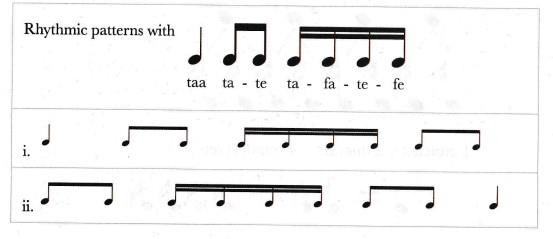 Rhythmic patterns with
taa ta - te ta - fa - te - fe
i.
ii.